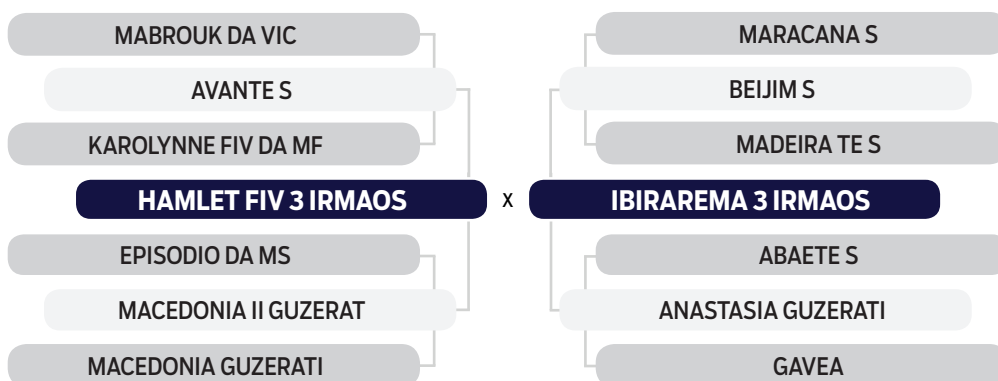 MABROUK DA VIC
AVANTE S
KAROLYNNE FIV DA MF
HAMLET FIV 3 IRMAOS
EPISODIO DA MS
MACEDONIA II GUZERAT
MACEDONIA GUZERATI
x
MARACANA S
BEIJIM S
MADEIRA TE S
IBIRAREMA 3 IRMAOS
ABAETE S
ANASTASIA GUZERATI
GAVEA